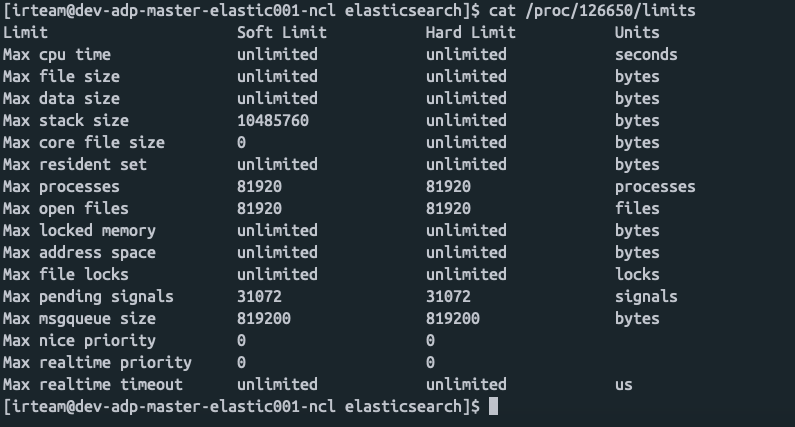 [irteam@dev-adp-master-elastic001-ncl elasticsearch]$ cat /proc/126650/limits
Limit                     Soft Limit           Hard Limit           Units
Max cpu time              unlimited            unlimited            seconds
Max file size             unlimited            unlimited            bytes
Max data size             unlimited            unlimited            bytes
Max stack size            10485760             unlimited            bytes
Max core file size        0                    unlimited            bytes
Max resident set          unlimited            unlimited            bytes
Max processes             81920                81920                processes
Max open files            81920                81920                files
Max locked memory         unlimited            unlimited            bytes
Max address space         unlimited            unlimited            bytes
Max file locks            unlimited            unlimited            locks
Max pending signals       31072                31072                signals
Max msgqueue size         819200               819200               bytes
Max nice priority         0                    0
Max realtime priority     0                    0
Max realtime timeout      unlimited            unlimited            us
[irteam@dev-adp-master-elastic001-ncl elasticsearch]$